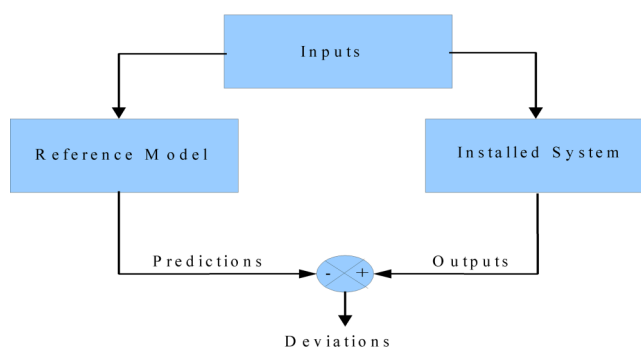 Inputs
Reference Model
Installed System
Predictions
Outputs
- +
Deviations